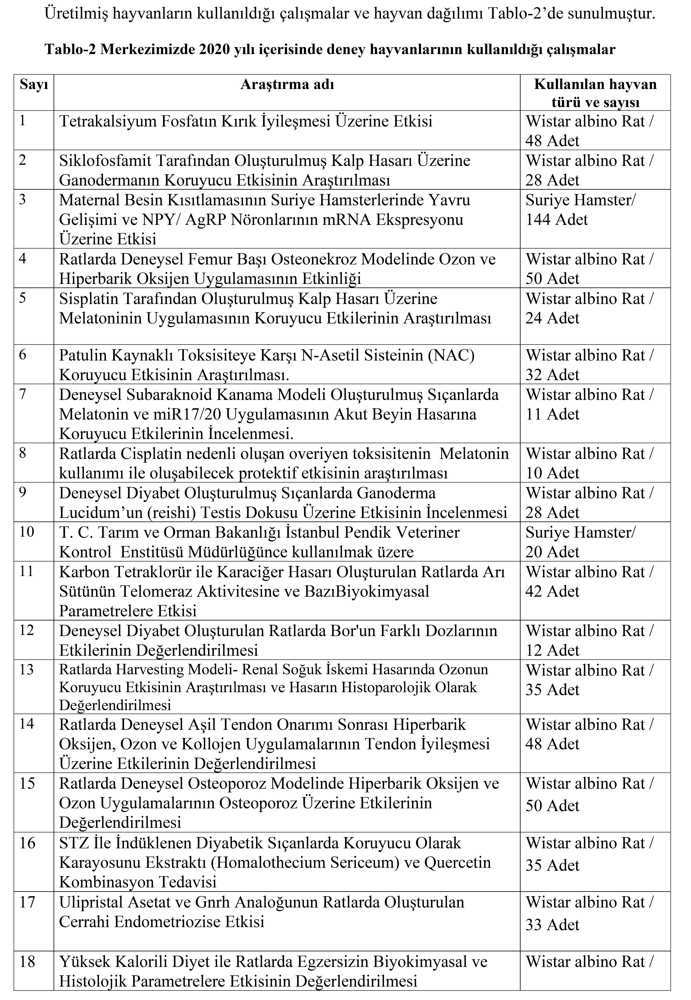 Üretilmiş hayvanların kullanıldığı çalışmalar ve hayvan dağılımı Tablo-2’de sunulmuştur.
Tablo-2 Merkezimizde 2020 yılı içerisinde deney hayvanlarının kullanıldığı çalışmalar
Sayı
Araştırma adı
Kullanılan hayvan
türü ve sayısı
1
Tetrakalsiyum Fosfatın Kırık İyileşmesi Üzerine Etkisi
Wistar albino Rat /
48 Adet
2
Siklofosfamit Tarafından Oluşturulmuş Kalp Hasarı Üzerine
Ganodermanın Koruyucu Etkisinin Araştırılması
Wistar albino Rat /
28 Adet
3
Maternal Besin Kısıtlamasının Suriye Hamsterlerinde Yavru
Gelişimi ve NPY/ AgRP Nöronlarının mRNA Ekspresyonu
Üzerine Etkisi
Suriye Hamster/
144 Adet
4
Ratlarda Deneysel Femur Başı Osteonekroz Modelinde Ozon ve
Hiperbarik Oksijen Uygulamasının Etkinliği
Wistar albino Rat /
50 Adet
5
Sisplatin Tarafından Oluşturulmuş Kalp Hasarı Üzerine
Melatoninin Uygulamasının Koruyucu Etkilerinin Araştırılması
Wistar albino Rat /
24 Adet
6
Patulin Kaynaklı Toksisiteye Karşı N-Asetil Sisteinin (NAC)
Koruyucu Etkisinin Araştırılması.
Wistar albino Rat /
32 Adet
7
Deneysel Subaraknoid Kanama Modeli Oluşturulmuş Sıçanlarda
Melatonin ve miR17/20 Uygulamasının Akut Beyin Hasarına
Koruyucu Etkilerinin İncelenmesi.
Wistar albino Rat /
11 Adet
8
Ratlarda Cisplatin nedenli oluşan overiyen toksisitenin  Melatonin
kullanımı ile oluşabilecek protektif etkisinin araştırılması
Wistar albino Rat /
10 Adet
9
Deneysel Diyabet Oluşturulmuş Sıçanlarda Ganoderma
Lucidum’un (reishi) Testis Dokusu Üzerine Etkisinin İncelenmesi
Wistar albino Rat /
28 Adet
10
T. C. Tarım ve Orman Bakanlığı İstanbul Pendik Veteriner
Kontrol  Enstitüsü Müdürlüğünce kullanılmak üzere
Suriye Hamster/
20 Adet
11
Karbon Tetraklorür ile Karaciğer Hasarı Oluşturulan Ratlarda Arı
Sütünün Telomeraz Aktivitesine ve BazıBiyokimyasal
Parametrelere Etkisi
Wistar albino Rat /
42 Adet
12
Deneysel Diyabet Oluşturulan Ratlarda Bor'un Farklı Dozlarının
Etkilerinin Değerlendirilmesi
Wistar albino Rat /
12 Adet
13
Ratlarda Harvesting Modeli- Renal Soğuk İskemi Hasarında Ozonun
Koruyucu Etkisinin Araştırılması ve Hasarın Histoparolojik Olarak
Değerlendirilmesi
Wistar albino Rat /
35 Adet
14
Ratlarda Deneysel Aşil Tendon Onarımı Sonrası Hiperbarik
Oksijen, Ozon ve Kollojen Uygulamalarının Tendon İyileşmesi
Üzerine Etkilerinin Değerlendirilmesi
Wistar albino Rat /
48 Adet
15
Ratlarda Deneysel Osteoporoz Modelinde Hiperbarik Oksijen ve
Ozon Uygulamalarının Osteoporoz Üzerine Etkilerinin
Değerlendirilmesi
Wistar albino Rat /
50 Adet
16
STZ İle İndüklenen Diyabetik Sıçanlarda Koruyucu Olarak
Karayosunu Ekstraktı (Homalothecium Sericeum) ve Quercetin
Kombinasyon Tedavisi
Wistar albino Rat /
35 Adet
17
Ulipristal Asetat ve Gnrh Analoğunun Ratlarda Oluşturulan
Cerrahi Endometriozise Etkisi
Wistar albino Rat /
33 Adet
18
Yüksek Kalorili Diyet ile Ratlarda Egzersizin Biyokimyasal ve
Histolojik Parametrelere Etkisinin Değerlendirilmesi
Wistar albino Rat /